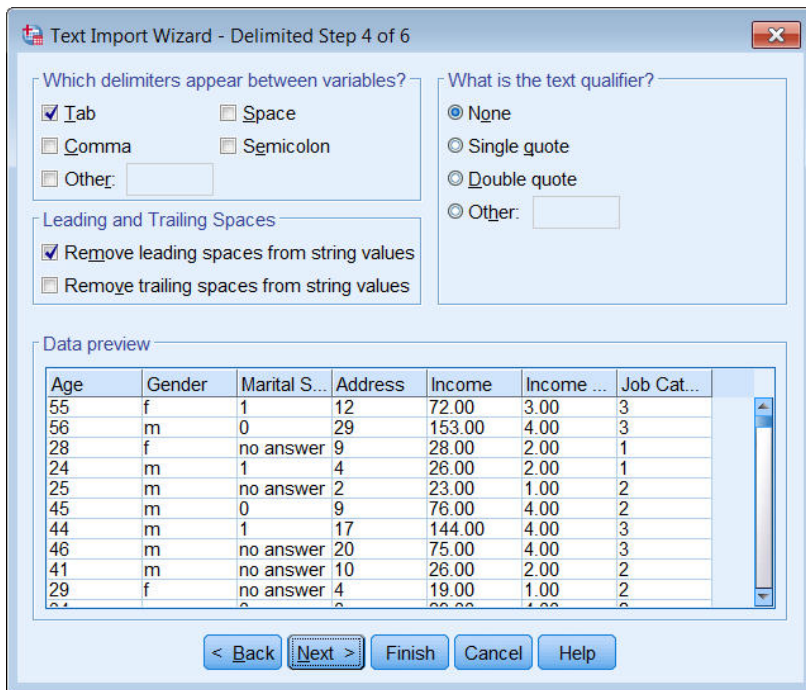 Text Import Wizard - Delimited Step 4 of 6
Which delimiters appear between variables?
Tab
Space
Comma
Semicolon
Other:
Leading and Trailing Spaces
Remove leading spaces from string values
Remove trailing spaces from string values
What is the text qualifier?
None
Single quote
Double quote
Other:
Data preview
Age Gender Marital S... Address Income Income ... Job Cat...
55 f 1 12 72.00 3.00 3
56 m 0 29 153.00 4.00 3
28 f no answer 9 28.00 2.00 1
24 m 1 4 26.00 2.00 1
25 m no answer 2 23.00 1.00 2
45 m 0 9 76.00 4.00 2
44 m 1 17 144.00 4.00 3
46 m no answer 20 75.00 4.00 3
41 m no answer 10 26.00 2.00 2
29 f no answer 4 19.00 1.00 2
< Back Next > Finish Cancel Help